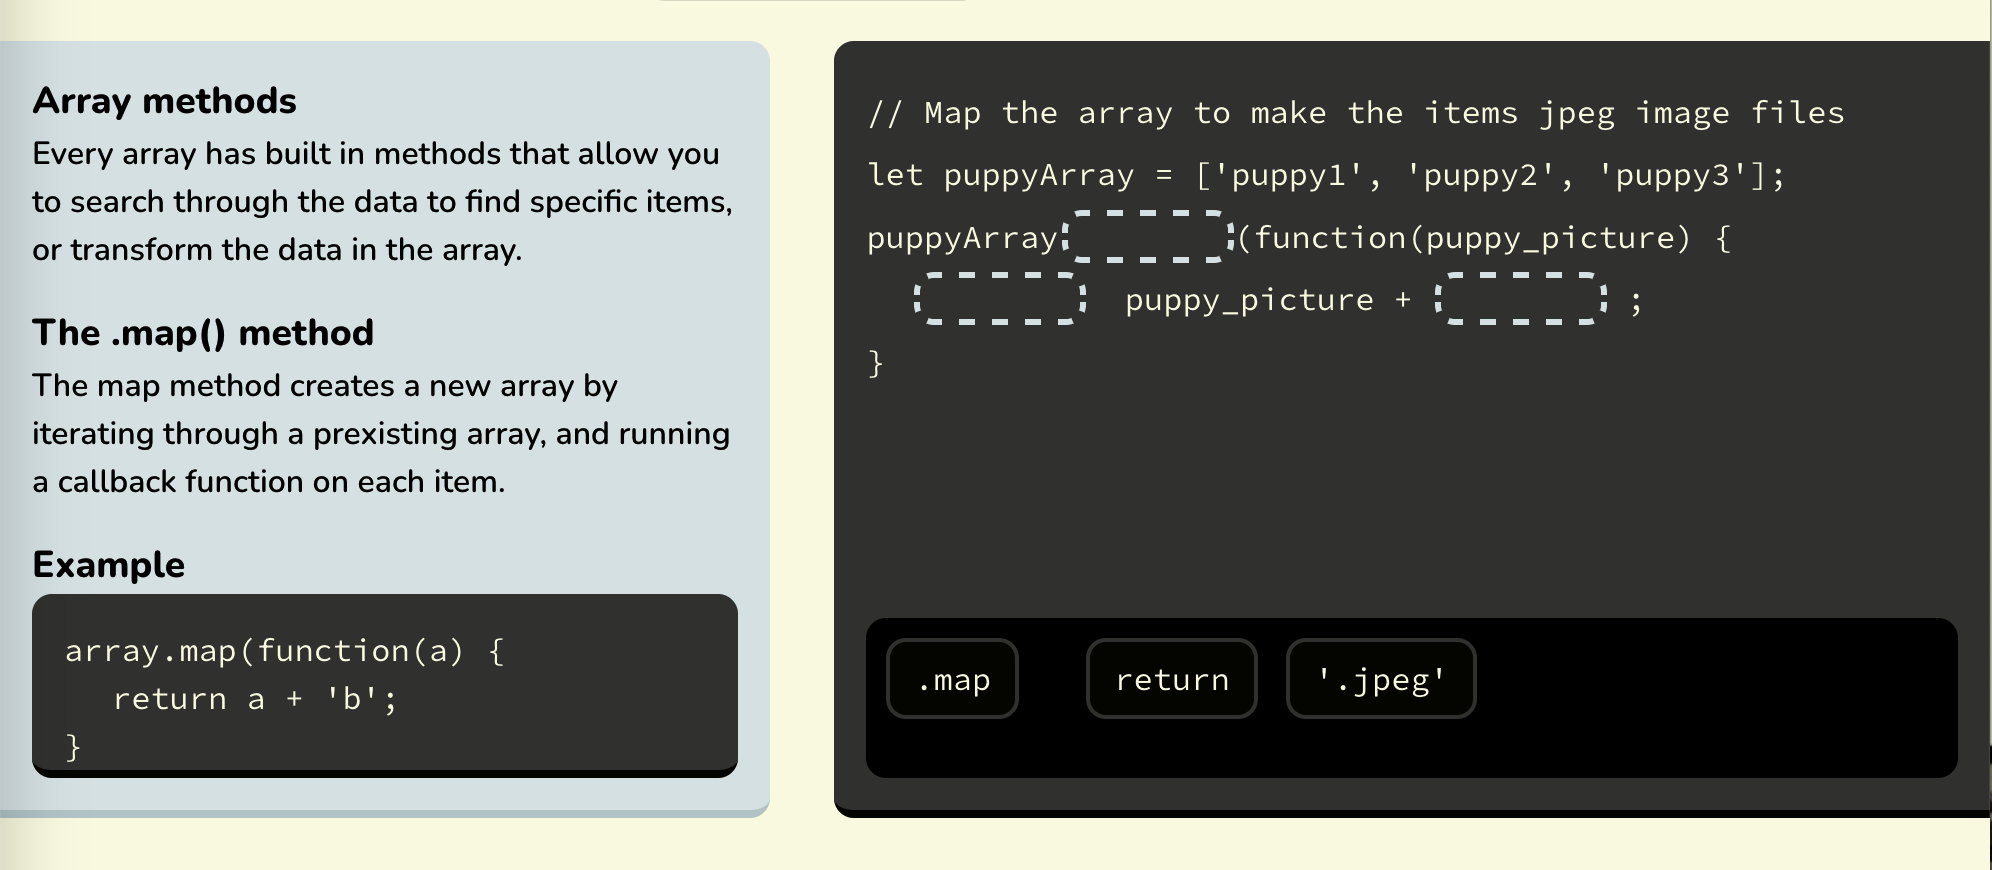 Array methods
Every array has built in methods that allow you
to search through the data to find specific items,
or transform the data in the array.
The .map() method
The map method creates a new array by
iterating through a prexisting array, and running
a callback function on each item.
Example
array.map(function(a) {
return a + 'b';
}
// Map the array to make the items jpeg image files
let puppyArray = ['puppy1', 'puppy2', 'puppy3'];
puppyArray (function(puppy_picture) {
puppy_picture + ;
}
.map return '.jpeg'